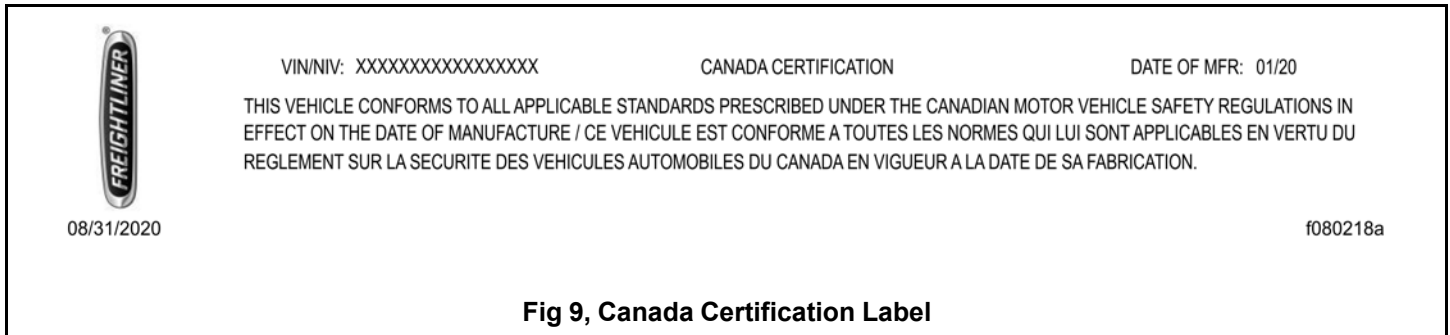 FREIGHTLINER ®
VIN/NIV: XXXXXXXXXXXXXXXXX CANADA CERTIFICATION DATE OF MFR: 01/20
THIS VEHICLE CONFORMS TO ALL APPLICABLE STANDARDS PRESCRIBED UNDER THE CANADIAN MOTOR VEHICLE SAFETY REGULATIONS IN
EFFECT ON THE DATE OF MANUFACTURE / CE VEHICULE EST CONFORME A TOUTES LES NORMES QUI LUI SONT APPLICABLES EN VERTU DU
REGLEMENT SUR LA SECURITE DES VEHICULES AUTOMOBILES DU CANADA EN VIGUEUR A LA DATE DE SA FABRICATION.
08/31/2020 f080218a
Fig 9, Canada Certification Label